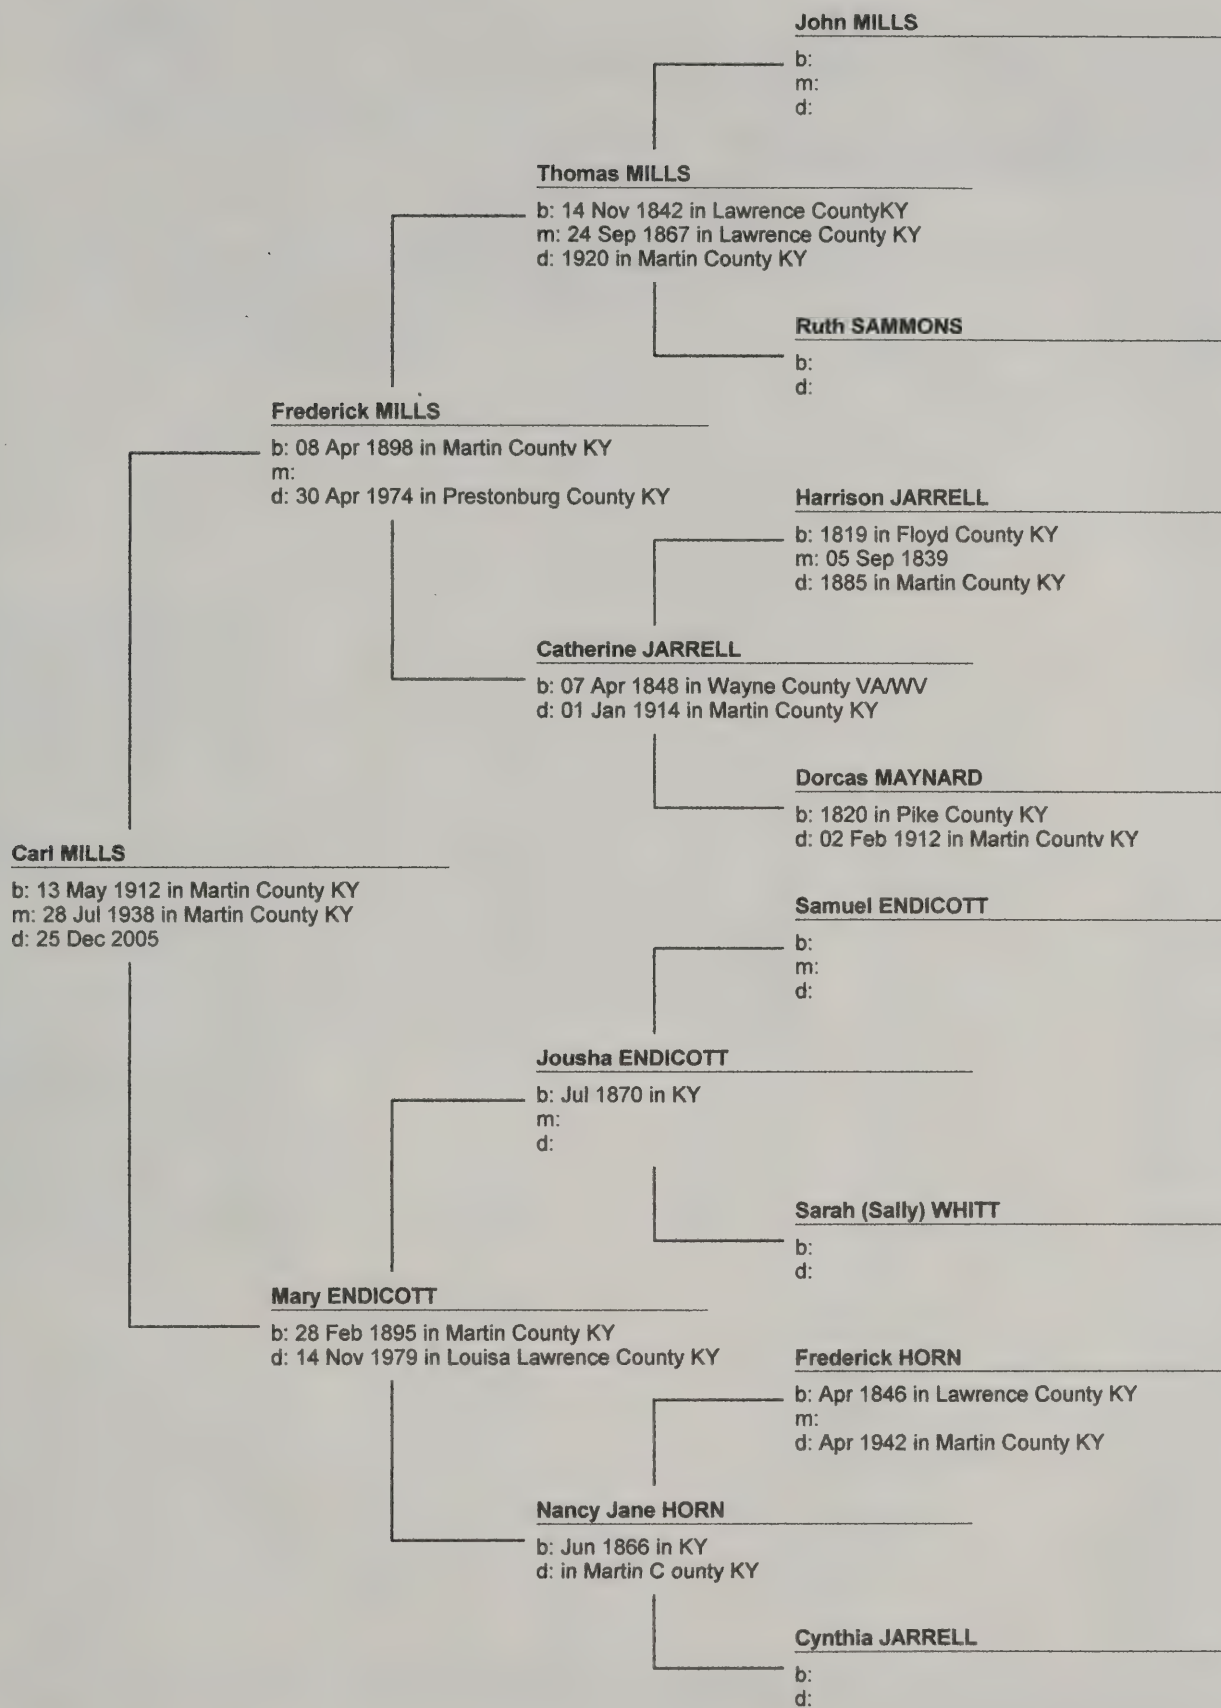 John MILLS
b:
m:
d:
Thomas MILLS
b: 14 Nov 1842 in Lawrence CountyKY
m: 24 Sep 1867 in Lawrence County KY
d: 1920 in Martin County KY
Ruth SAMMONS
b:
d:
Frederick MILLS
b: 08 Apr 1898 in Martin County KY
m:
d: 30 Apr 1974 in Prestonburg County KY
Harrison JARRELL
b: 1819 in Floyd County KY
m: 05 Sep 1839
d: 1885 in Martin County KY
Catherine JARRELL
b: 07 Apr 1848 in Wayne County VA/WV
d: 01 Jan 1914 in Martin County KY
Dorcas MAYNARD
b: 1820 in Pike County KY
d: 02 Feb 1912 in Martin County KY
Carl MILLS
b: 13 May 1912 in Martin County KY
m: 28 Jul 1938 in Martin County KY
d: 25 Dec 2005
Samuel ENDICOTT
b:
m:
d:
Jousha ENDICOTT
b: Jul 1870 in KY
m:
d:
Sarah (Sally) WHITT
b:
d:
Mary ENDICOTT
b: 28 Feb 1895 in Martin County KY
d: 14 Nov 1979 in Louisa Lawrence County KY
Frederick HORN
b: Apr 1846 in Lawrence County KY
m:
d: Apr 1942 in Martin County KY
Nancy Jane HORN
b: Jun 1866 in KY
d: in Martin C ounty KY
Cynthia JARRELL
b:
d: